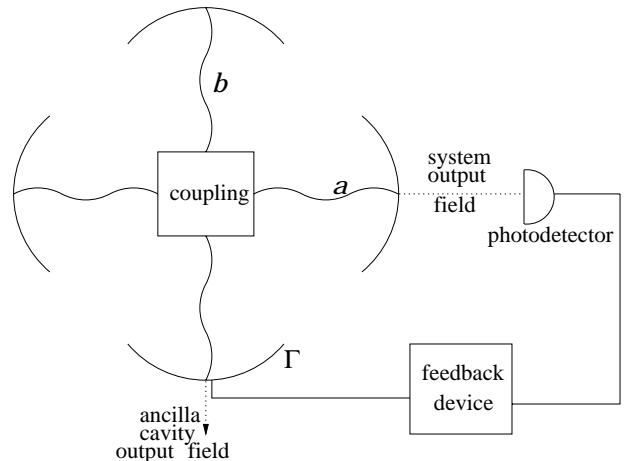 b
coupling
a
system
output
field
photodetector
Γ
feedback
device
ancilla
cavity
output field